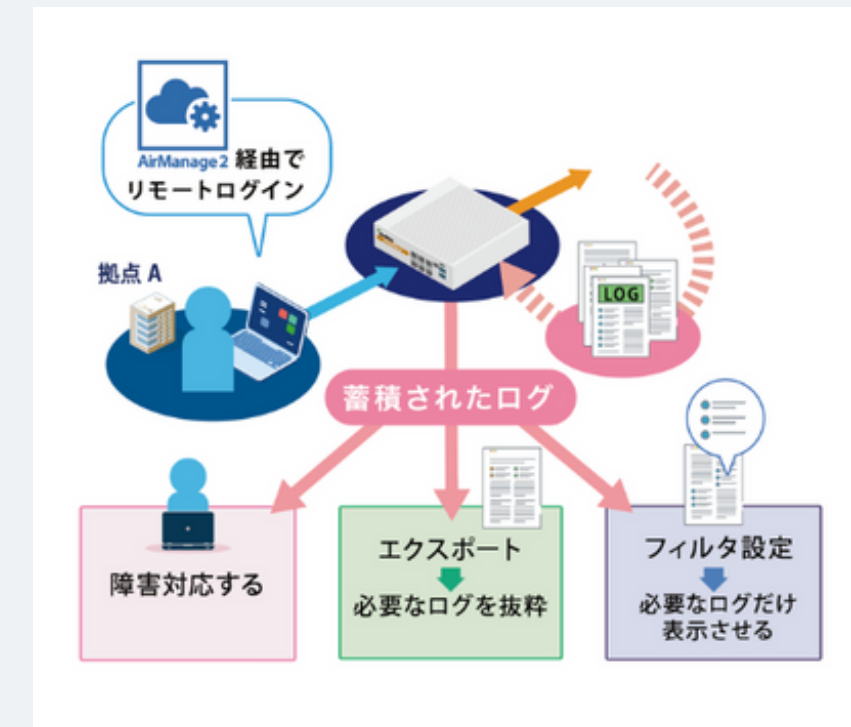 AirManage2 経由で
リモートログイン
拠点 A
LOG
蓄積されたログ
障害対応する
エクスポート
必要なログを抜粋
フィルタ設定
必要なログだけ
表示させる